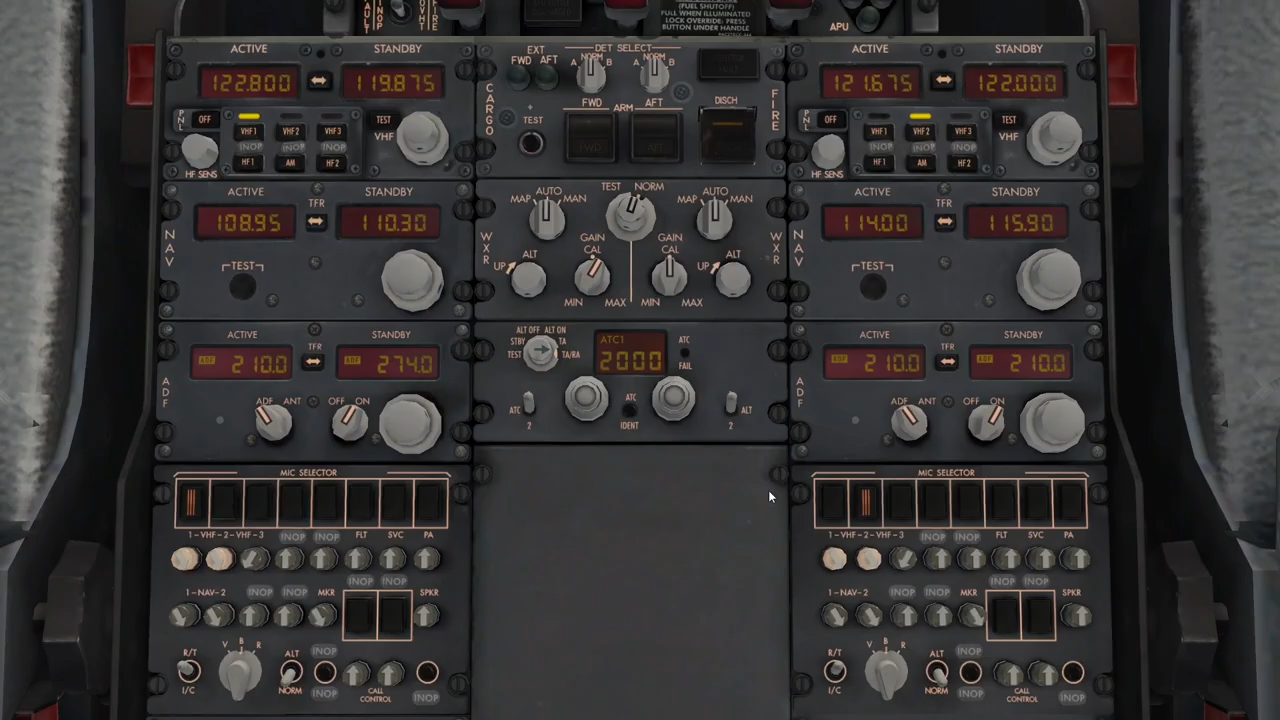 (FUEL SHUTOFF)
PULL WHEN ILLUMINATED
LOCK OVERRIDE: PRESS
BUTTON UNDER HANDLE
APU
ACTIVE STANDBY
122.800 119.875
PNL OFF TEST
VHF1 VHF2 VHF3 VHF
INOP INOP INOP
HF1 AM HF2
HF SENS
EXT DET SELECT
FWD AFT A NORM B A NORM B
CARGO FIRE
FWD ARM AFT DISCH
TEST
FWD AFT
ACTIVE STANDBY
121.675 122.000
PNL OFF TEST
VHF1 VHF2 VHF3 VHF
INOP INOP INOP
HF1 AM HF2
HF SENS
ACTIVE STANDBY
TFR
108.95 110.30
NAV
TEST
TEST NORM
MAP AUTO MAN MAP AUTO MAN
WXR WXR
GAIN GAIN
UP ALT CAL CAL UP ALT
MIN MAX MIN MAX
ACTIVE STANDBY
TFR
114.00 115.90
NAV
TEST
ACTIVE STANDBY
TFR
ADF 210.0 ADF 274.0
ADF
ADF ANT OFF ON
ALT OFF ALT ON
STBY TA
TEST TA/RA
ATC1
2000
ATC
FAIL
ATC ATC ALT
2 IDENT 2
ACTIVE STANDBY
TFR
ADF 210.0 ADF 210.0
ADF
ADF ANT OFF ON
MIC SELECTOR
1-VHF-2-VHF-3 INOP INOP FLT SVC PA
INOP INOP
1-NAV-2 INOP INOP MKR SPKR
R/T V B R ALT INOP
I/C NORM INOP CALL INOP
CONTROL
MIC SELECTOR
1-VHF-2-VHF-3 INOP INOP FLT SVC PA
INOP INOP
1-NAV-2 INOP INOP MKR SPKR
R/T V B R ALT INOP
I/C NORM INOP CALL INOP
CONTROL